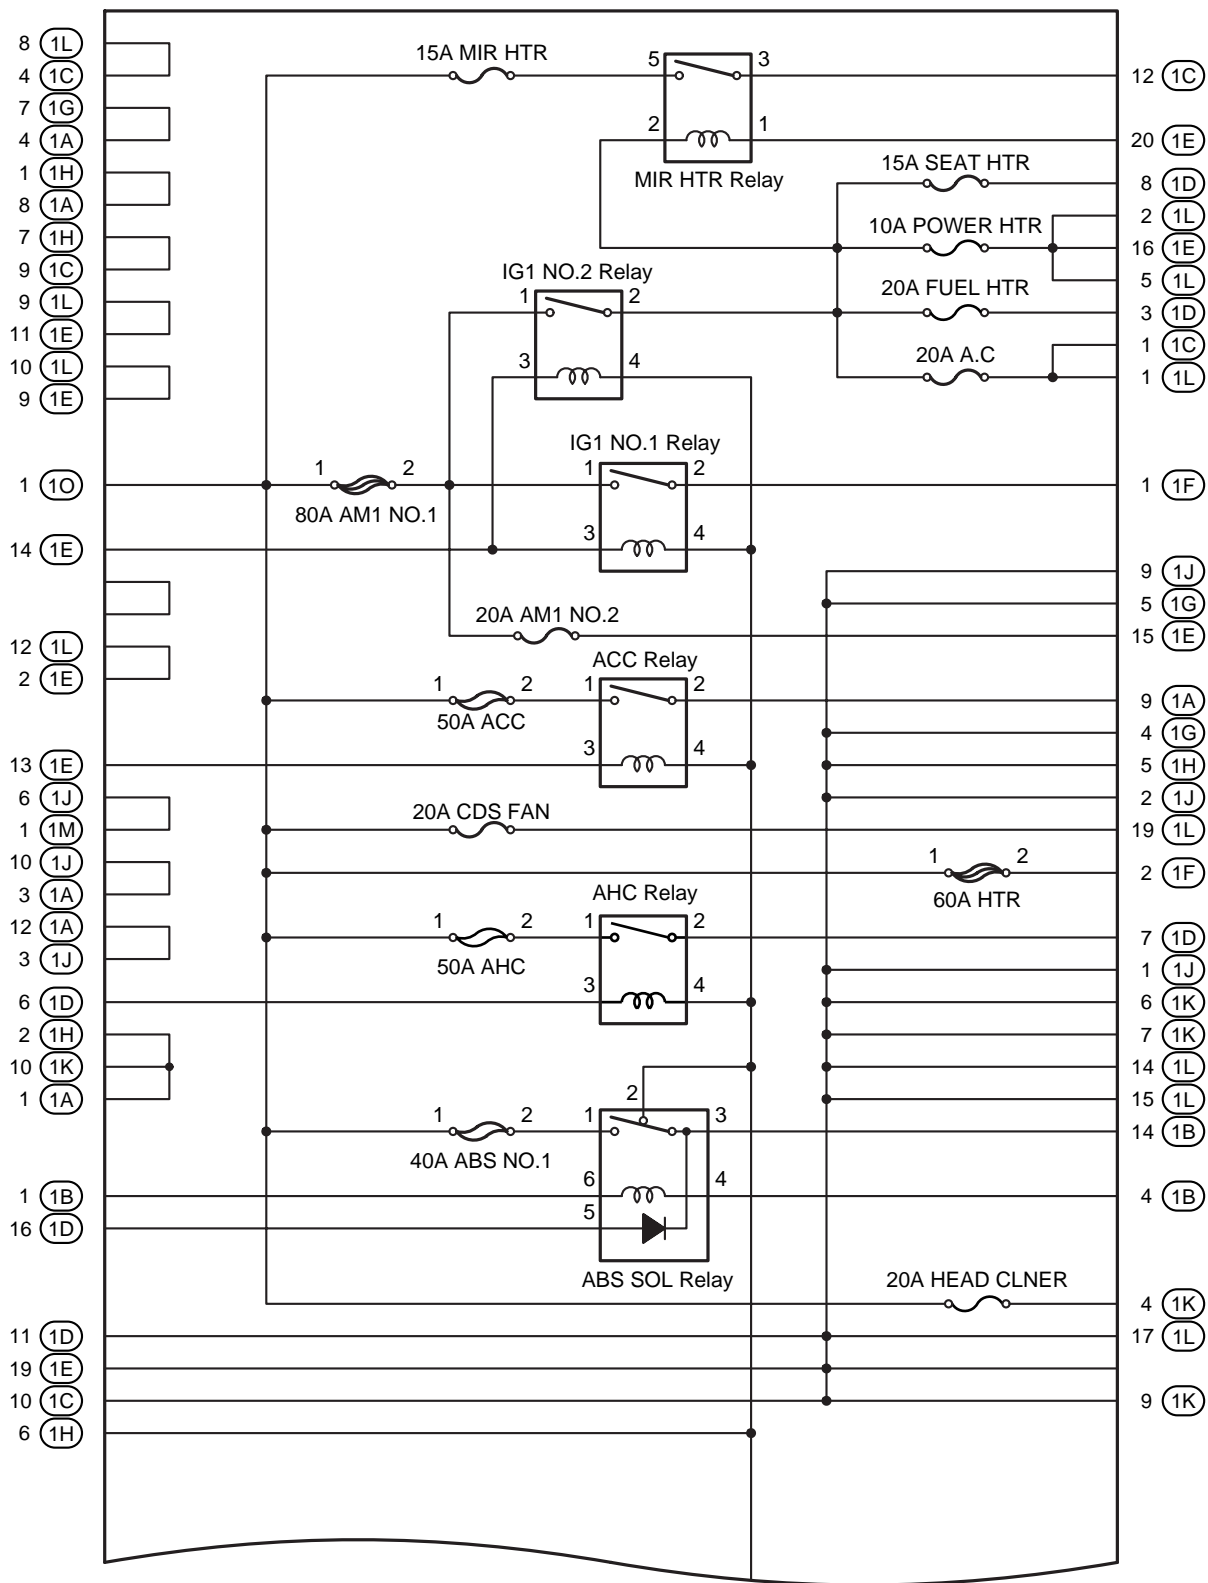 8 1L
15A MIR HTR
5 3
4 1C
12 1C
7 1G
2 1
4 1A
20 1E
15A SEAT HTR
1 1H
MIR HTR Relay
8 1D
8 1A
2 1L
10A POWER HTR
7 1H
16 1E
9 1C
IG1 NO.2 Relay
5 1L
20A FUEL HTR
9 1L
1 2
3 1D
11 1E
1 1C
20A A.C
10 1L
3 4
1 1L
9 1E
IG1 NO.1 Relay
1 2
1 2
1 1O
1 1F
80A AM1 NO.1
3 4
14 1E
9 1J
5 1G
20A AM1 NO.2
15 1E
12 1L
ACC Relay
2 1E
1 2
1 2
9 1A
50A ACC
4 1G
3 4
13 1E
5 1H
6 1J
2 1J
20A CDS FAN
1 1M
19 1L
10 1J
1 2
2 1F
3 1A
AHC Relay
60A HTR
12 1A
1 2
1 2
7 1D
3 1J
50A AHC
1 1J
3 4
6 1D
6 1K
2 1H
7 1K
10 1K
14 1L
2
1 1A
15 1L
1 2
1 3
14 1B
40A ABS NO.1
6 4
1 1B
4 1B
5
16 1D
ABS SOL Relay
20A HEAD CLNER
4 1K
11 1D
17 1L
19 1E
10 1C
9 1K
6 1H